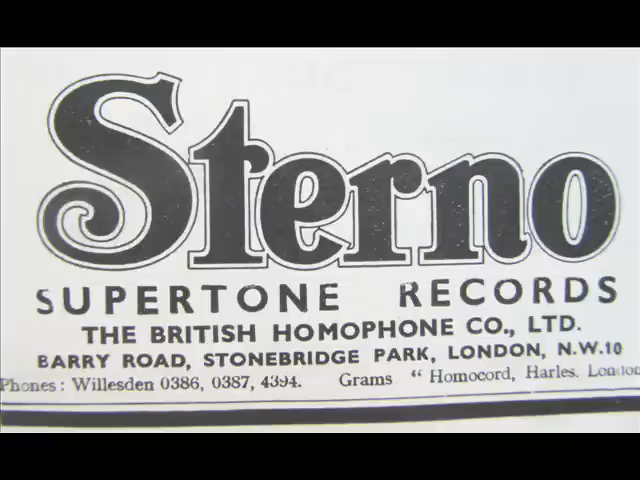 Sterno
SUPERTONE RECORDS
THE BRITISH HOMOPHONE CO., LTD.
BARRY ROAD, STONEBRIDGE PARK, LONDON, N.W.10
Phones: Willesden 0386, 0387, 4394. Grams “ Homocord, Harles. London